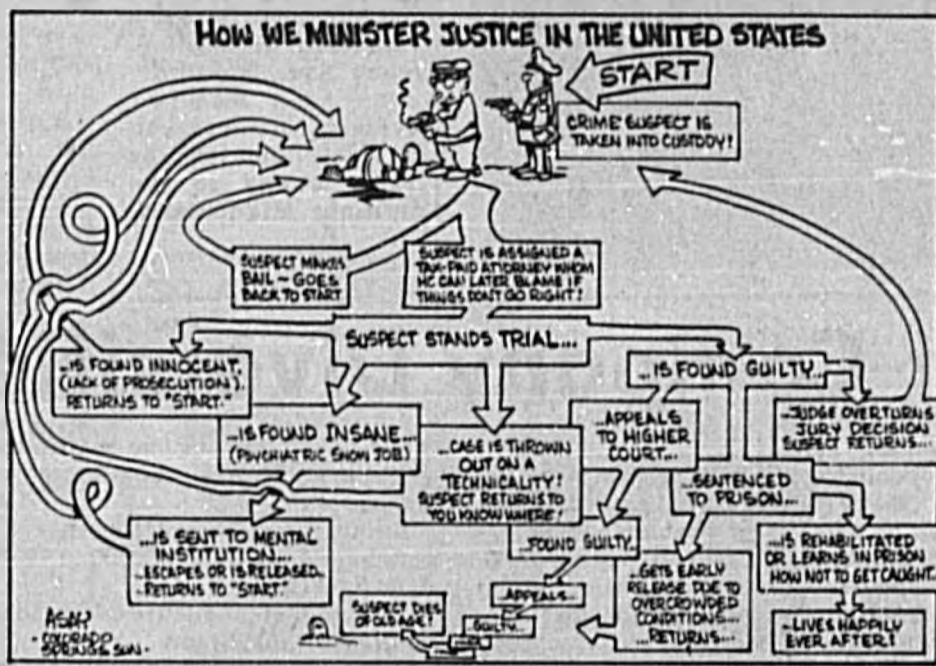 HOW WE MINISTER JUSTICE IN THE UNITED STATES
START
CRIME SUSPECT IS
TAKEN INTO CUSTODY!
SUSPECT MAKES
BAIL ~ GOES
BACK TO START
SUSPECT IS ASSIGNED A
TAX-PAID ATTORNEY WHOM
HE CAN LATER BLAME IF
THINGS DON'T GO RIGHT!
SUSPECT STANDS TRIAL...
...IS FOUND INNOCENT.
(LACK OF PROSECUTION).
RETURNS TO "START."
...IS FOUND INSANE...
(PSYCHIATRIC SNOW JOB)
...CASE IS THROWN
OUT ON A
TECHNICALITY!
SUSPECT RETURNS TO
YOU KNOW WHERE!
...IS FOUND GUILTY...
...APPEALS
TO HIGHER
COURT...
...JUDGE OVERTURNS
JURY DECISION
SUSPECT RETURNS...
...SENTENCED
TO PRISON...
...IS SENT TO MENTAL
INSTITUTION...
...ESCAPES OR IS RELEASED...
- RETURNS TO "START."
...FOUND GUILTY...
...APPEALS...
GUILTY...
SUSPECT DIES
OF OLD AGE!
...GETS EARLY
RELEASE DUE TO
OVERCROWDED
CONDITIONS...
...RETURNS...
...IS REHABILITATED
OR LEARNS IN PRISON
HOW NOT TO GET CAUGHT.
...LIVES HAPPILY
EVER AFTER!
ASAY
- COLORADO
SPRINGS SUN -